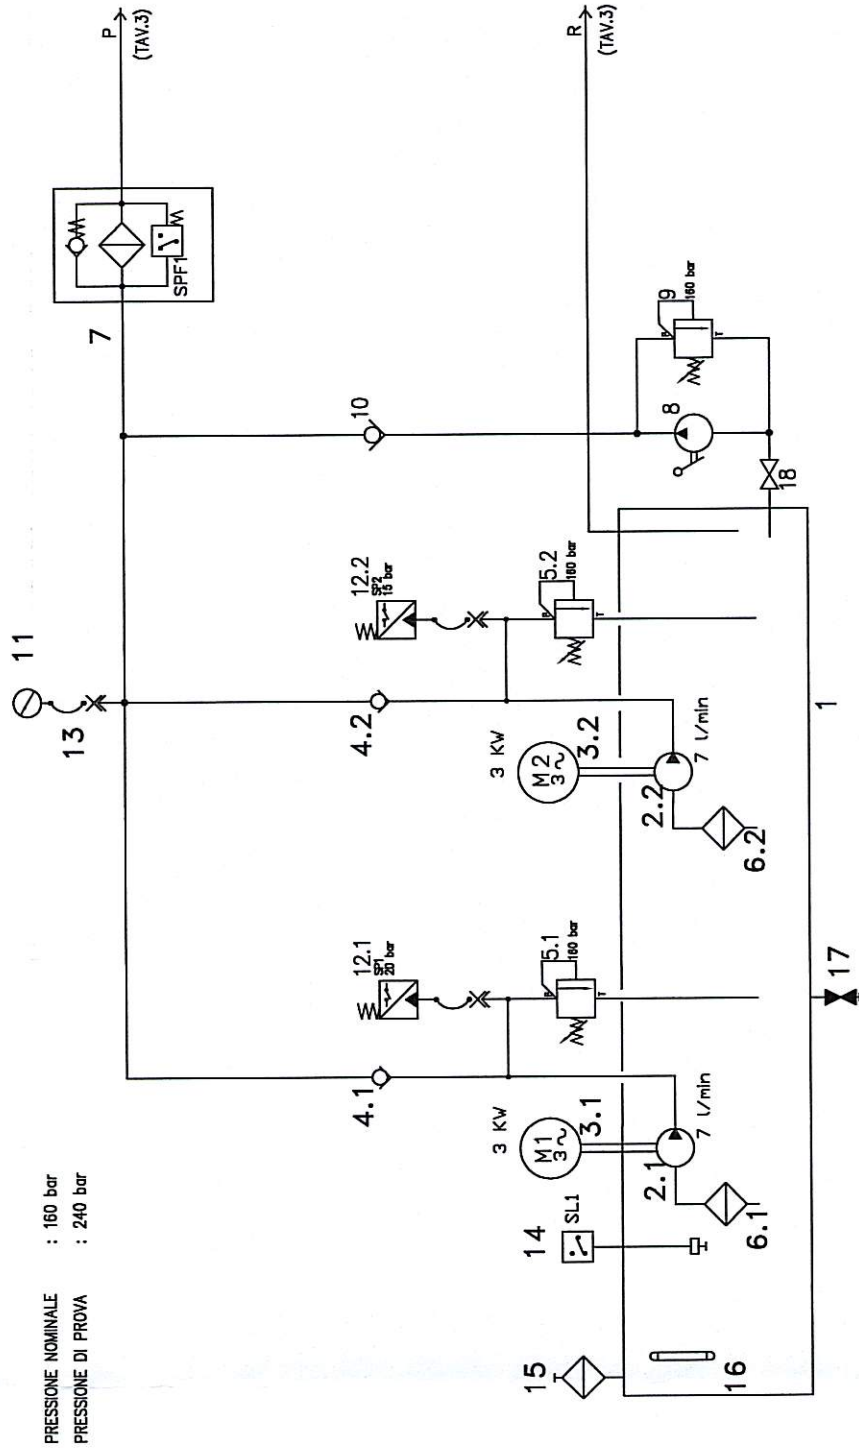 PRESSIONE NOMINALE : 160 bar
PRESSIONE DI PROVA : 240 bar
11
13
7
SPF1
P
(TAV.3)
R
(TAV.3)
10
12.1
SP1
20 bar
12.2
SP2
15 bar
4.1
4.2
5.1
160 bar
T
5.2
160 bar
T
9
160 bar
T
8
18
3 KW
M1
3~
3.1
3 KW
M2
3~
3.2
2.1
7 l/min
2.2
7 l/min
6.1
6.2
14
SL1
15
16
17
1